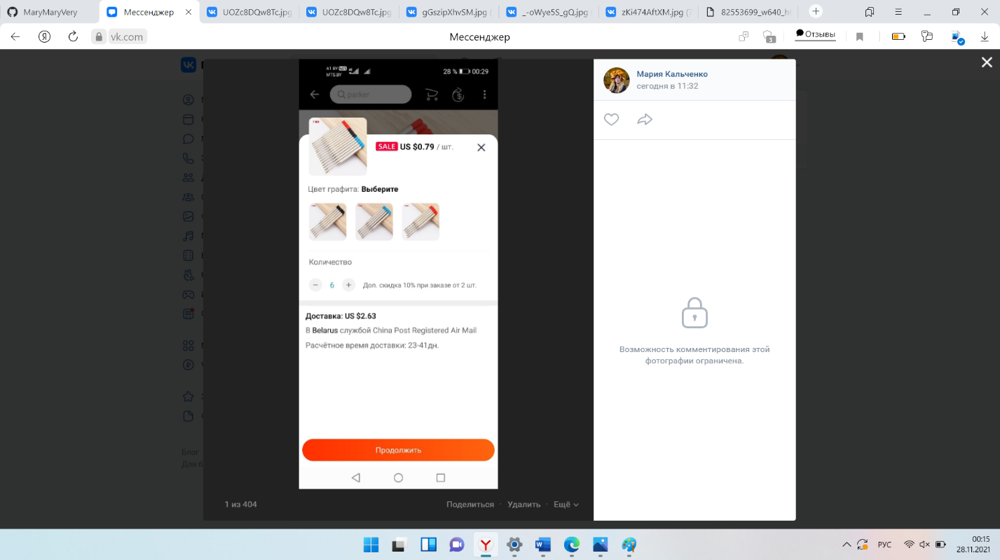 MaryMaryVery
Мессенджер
UOZc8DQw8Tc.jpg
UOZc8DQw8Tc.jpg
gGszipXhvSM.jpg (
_-oWye5S_gQ.jpg
zKi474AftXM.jpg (
82553699_w640_h
vk.com
Мессенджер
3
Отзывы
A1 BY
MTS.BY
28 % 00:29
parker
SALE US $0.79 / шт.
Цвет графита: Выберите
Количество
− 6 + Доп. скидка 10% при заказе от 2 шт.
Доставка: US $2.63
В Belarus службой China Post Registered Air Mail
Расчётное время доставки: 23-41дн.
Продолжить
1 из 404
Поделиться · Удалить · Ещё
Мария Кальченко
сегодня в 11:32
Возможность комментирования этой
фотографии ограничена.
Блог
Для б
РУС
00:15
28.11.2021